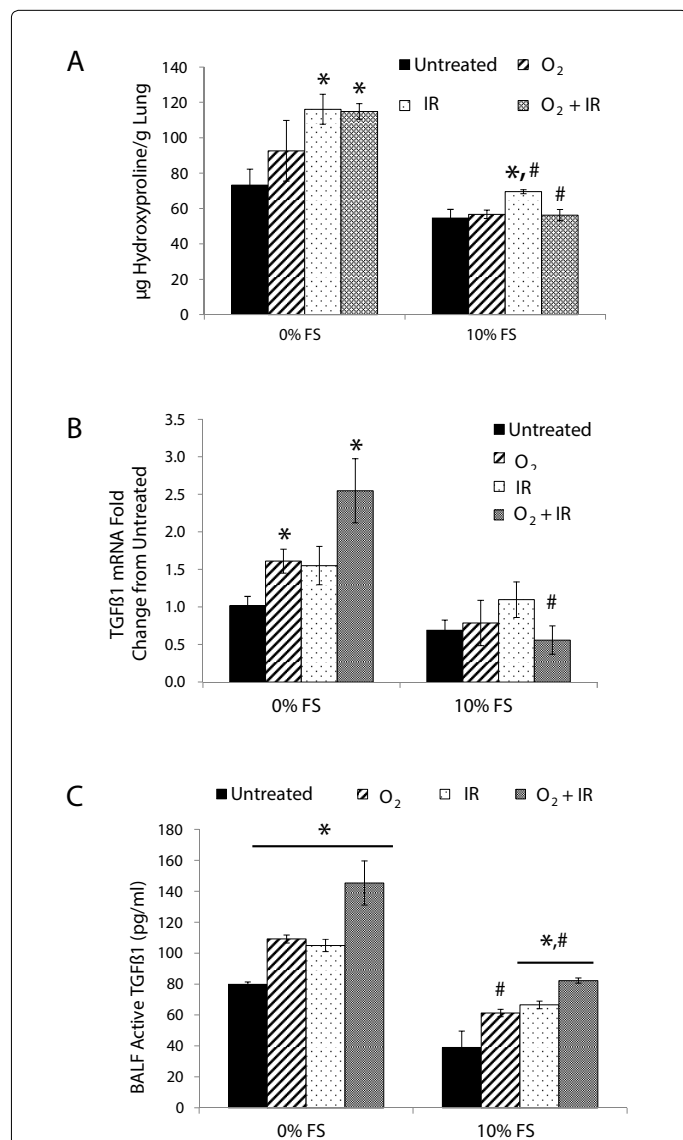 A
Untreated
O2
IR
O2 + IR
µg Hydroxyproline/g Lung
140
120
100
80
60
40
20
0
*
*
*, #
#
0% FS
10% FS
B
Untreated
O2
IR
O2 + IR
TGFß1 mRNA Fold
Change from Untreated
3.5
3.0
2.5
2.0
1.5
1.0
0.5
0.0
*
*
#
0% FS
10% FS
C
Untreated
O2
IR
O2 + IR
BALF Active TGFß1 (pg/ml)
180
160
140
120
100
80
60
40
20
0
*
#
*,#
0% FS
10% FS